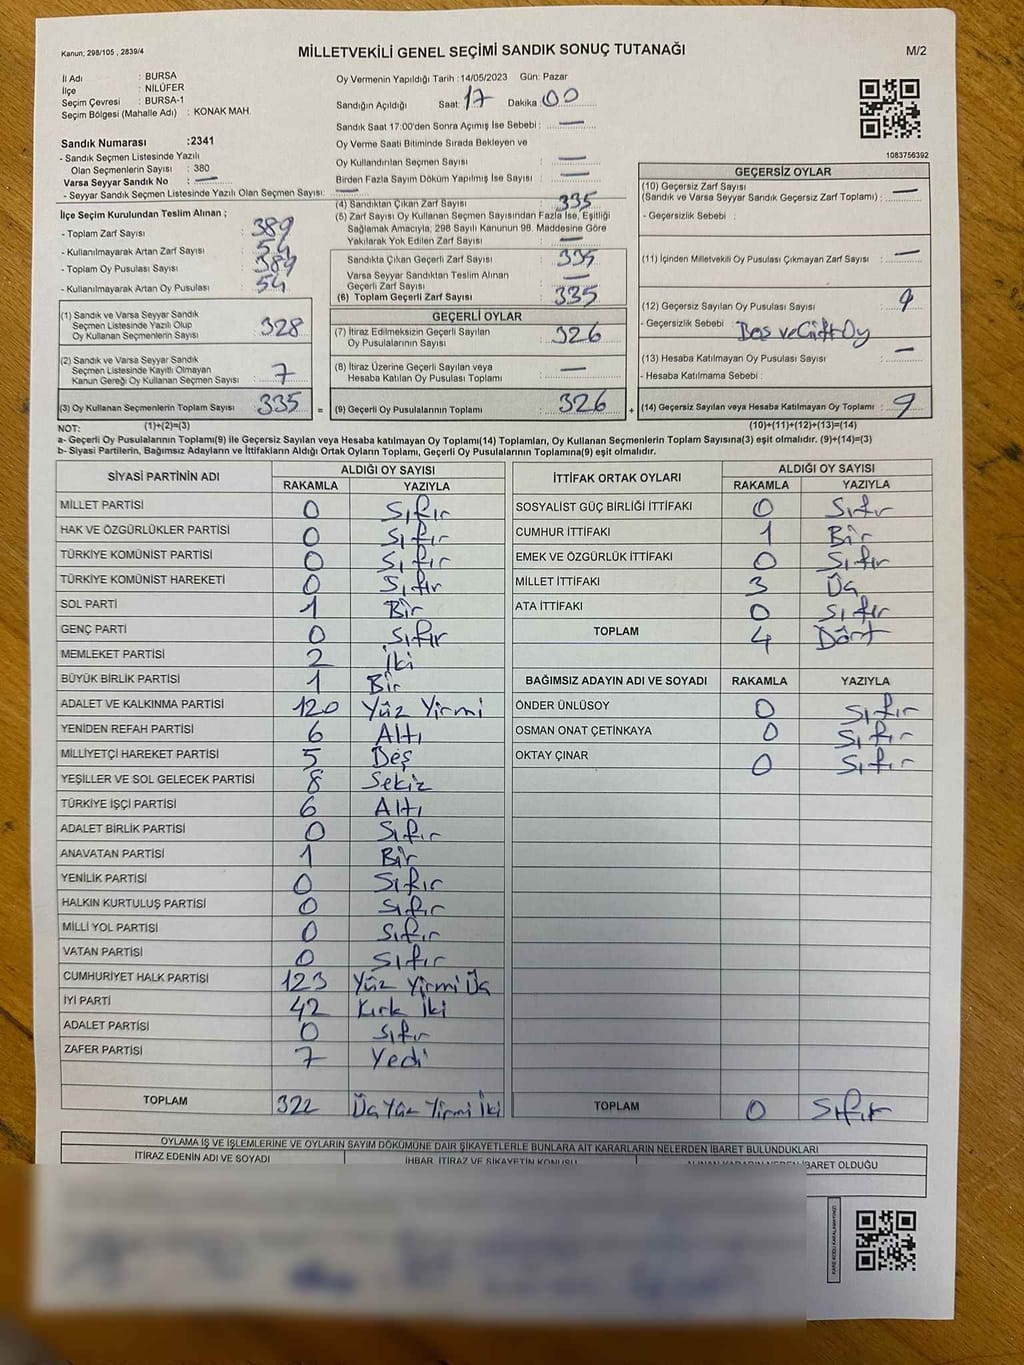 Kanun; 298/105 , 2839/4
MİLLETVEKİLİ GENEL SEÇİMİ SANDIK SONUÇ TUTANAĞI
M/2
İl Adı : BURSA
İlçe : NİLÜFER
Seçim Çevresi : BURSA-1
Seçim Bölgesi (Mahalle Adı) : KONAK MAH.
Sandık Numarası :2341
- Sandık Seçmen Listesinde Yazılı
Olan Seçmenlerin Sayısı : 380
Varsa Seyyar Sandık No : —
- Seyyar Sandık Seçmen Listesinde Yazılı Olan Seçmen Sayısı: —
Oy Vermenin Yapıldığı Tarih :14/05/2023 Gün: Pazar
Sandığın Açıldığı Saat: 17 Dakika 00
Sandık Saat 17:00'den Sonra Açımış İse Sebebi : —
Oy Verme Saati Bitiminde Sırada Bekleyen ve
Oy Kullandırılan Seçmen Sayısı : —
Birden Fazla Sayım Döküm Yapılmış İse Sayısı : —
1083756392
İlçe Seçim Kurulundan Teslim Alınan ;
- Toplam Zarf Sayısı : 389
- Kullanılmayarak Artan Zarf Sayısı : 54
- Toplam Oy Pusulası Sayısı : 389
- Kullanılmayarak Artan Oy Pusulası : 54
(1) Sandık ve Varsa Seyyar Sandık
Seçmen Listesinde Yazılı Olup
Oy Kullanan Seçmenlerin Sayısı : 328
(2) Sandık ve Varsa Seyyar Sandık
Seçmen Listesinde Kayıtlı Olmayan
Kanun Gereği Oy Kullanan Seçmen Sayısı : 7
(3) Oy Kullanan Seçmenlerin Toplam Sayısı : 335 =
(4) Sandıktan Çıkan Zarf Sayısı : 335
(5) Zarf Sayısı Oy Kullanan Seçmen Sayısından Fazla İse, Eşitliği
Sağlamak Amacıyla, 298 Sayılı Kanunun 98. Maddesine Göre
Yakılarak Yok Edilen Zarf Sayısı : —
Sandıkta Çıkan Geçerli Zarf Sayısı : 335
Varsa Seyyar Sandıktan Teslim Alınan
Geçerli Zarf Sayısı : —
(6) Toplam Geçerli Zarf Sayısı : 335
GEÇERLİ OYLAR
(7) İtiraz Edilmeksizin Geçerli Sayılan
Oy Pusulalarının Sayısı : 326
(8) İtiraz Üzerine Geçerli Sayılan veya
Hesaba Katılan Oy Pusulası Toplamı : —
(9) Geçerli Oy Pusulalarının Toplamı : 326 +
GEÇERSİZ OYLAR
(10) Geçersiz Zarf Sayısı
(Sandık ve Varsa Seyyar Sandık Geçersiz Zarf Toplamı) : —
- Geçersizlik Sebebi :
(11) İçinden Milletvekili Oy Pusulası Çıkmayan Zarf Sayısı : —
(12) Geçersiz Sayılan Oy Pusulası Sayısı : 9
- Geçersizlik Sebebi : Boş ve Çift Oy
(13) Hesaba Katılmayan Oy Pusulası Sayısı : —
- Hesaba Katılmama Sebebi :
(14) Geçersiz Sayılan veya Hesaba Katılmayan Oy Toplamı : 9
NOT: (1)+(2)=(3) (10)+(11)+(12)+(13)=(14)
a- Geçerli Oy Pusulalarının Toplamı(9) ile Geçersiz Sayılan veya Hesaba katılmayan Oy Toplamı(14) Toplamları, Oy Kullanan Seçmenlerin Toplam Sayısına(3) eşit olmalıdır. (9)+(14)=(3)
b- Siyasi Partilerin, Bağımsız Adayların ve İttifakların Aldığı Ortak Oyların Toplamı, Geçerli Oy Pusulalarının Toplamına(9) eşit olmalıdır.
SİYASİ PARTİNİN ADI ALDIĞI OY SAYISI
RAKAMLA YAZIYLA
MİLLET PARTİSİ 0 Sıfır
HAK VE ÖZGÜRLÜKLER PARTİSİ 0 Sıfır
TÜRKİYE KOMÜNİST PARTİSİ 0 Sıfır
TÜRKİYE KOMÜNİST HAREKETİ 0 Sıfır
SOL PARTİ 1 Bir
GENÇ PARTİ 0 Sıfır
MEMLEKET PARTİSİ 2 İki
BÜYÜK BİRLİK PARTİSİ 1 Bir
ADALET VE KALKINMA PARTİSİ 120 Yüz Yirmi
YENİDEN REFAH PARTİSİ 6 Altı
MİLLİYETÇİ HAREKET PARTİSİ 5 Beş
YEŞİLLER VE SOL GELECEK PARTİSİ 8 Sekiz
TÜRKİYE İŞÇİ PARTİSİ 6 Altı
ADALET BİRLİK PARTİSİ 0 Sıfır
ANAVATAN PARTİSİ 1 Bir
YENİLİK PARTİSİ 0 Sıfır
HALKIN KURTULUŞ PARTİSİ 0 Sıfır
MİLLİ YOL PARTİSİ 0 Sıfır
VATAN PARTİSİ 0 Sıfır
CUMHURİYET HALK PARTİSİ 123 Yüz Yirmi Üç
İYİ PARTİ 42 Kırk İki
ADALET PARTİSİ 0 Sıfır
ZAFER PARTİSİ 7 Yedi
TOPLAM 322 Üç Yüz Yirmi İki
İTTİFAK ORTAK OYLARI ALDIĞI OY SAYISI
RAKAMLA YAZIYLA
SOSYALİST GÜÇ BİRLİĞİ İTTİFAKI 0 Sıfır
CUMHUR İTTİFAKI 1 Bir
EMEK VE ÖZGÜRLÜK İTTİFAKI 0 Sıfır
MİLLET İTTİFAKI 3 Üç
ATA İTTİFAKI 0 Sıfır
TOPLAM 4 Dört
BAĞIMSIZ ADAYIN ADI VE SOYADI RAKAMLA YAZIYLA
ÖNDER ÜNLÜSOY 0 Sıfır
OSMAN ONAT ÇETİNKAYA 0 Sıfır
OKTAY ÇINAR 0 Sıfır
TOPLAM 0 Sıfır
OYLAMA İŞ VE İŞLEMLERİNE VE OYLARIN SAYIM DÖKÜMÜNE DAİR ŞİKAYETLERLE BUNLARA AİT KARARLARIN NELERDEN İBARET BULUNDUKLARI
İTİRAZ EDENİN ADI VE SOYADI İHBAR, İTİRAZ VE ŞİKAYETİN KONUSU ALINAN KARARIN NEDEN İBARET OLDUĞU
KARE KODU KARALAMAYINIZ!